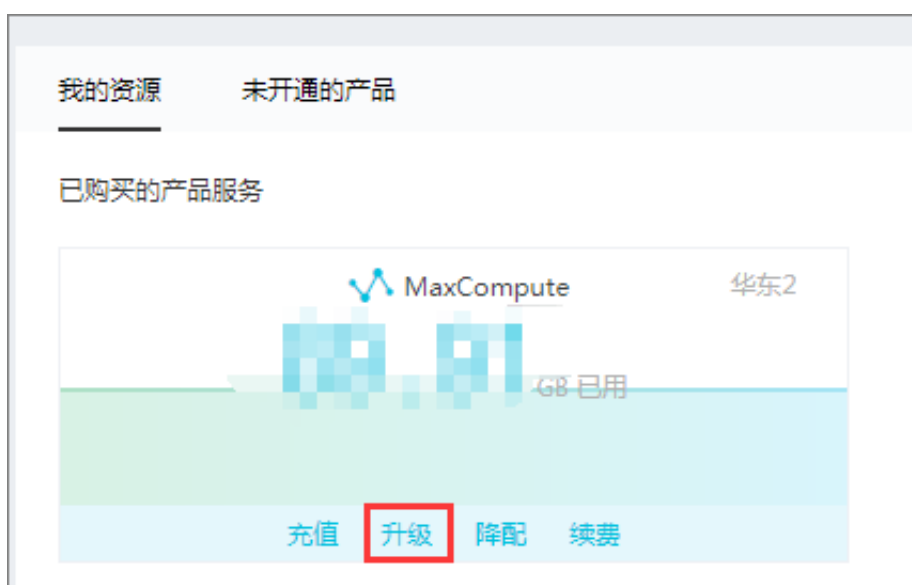 我的资源 未开通的产品
已购买的产品服务
MaxCompute 华东2
GB 已用
充值 升级 降配 续费